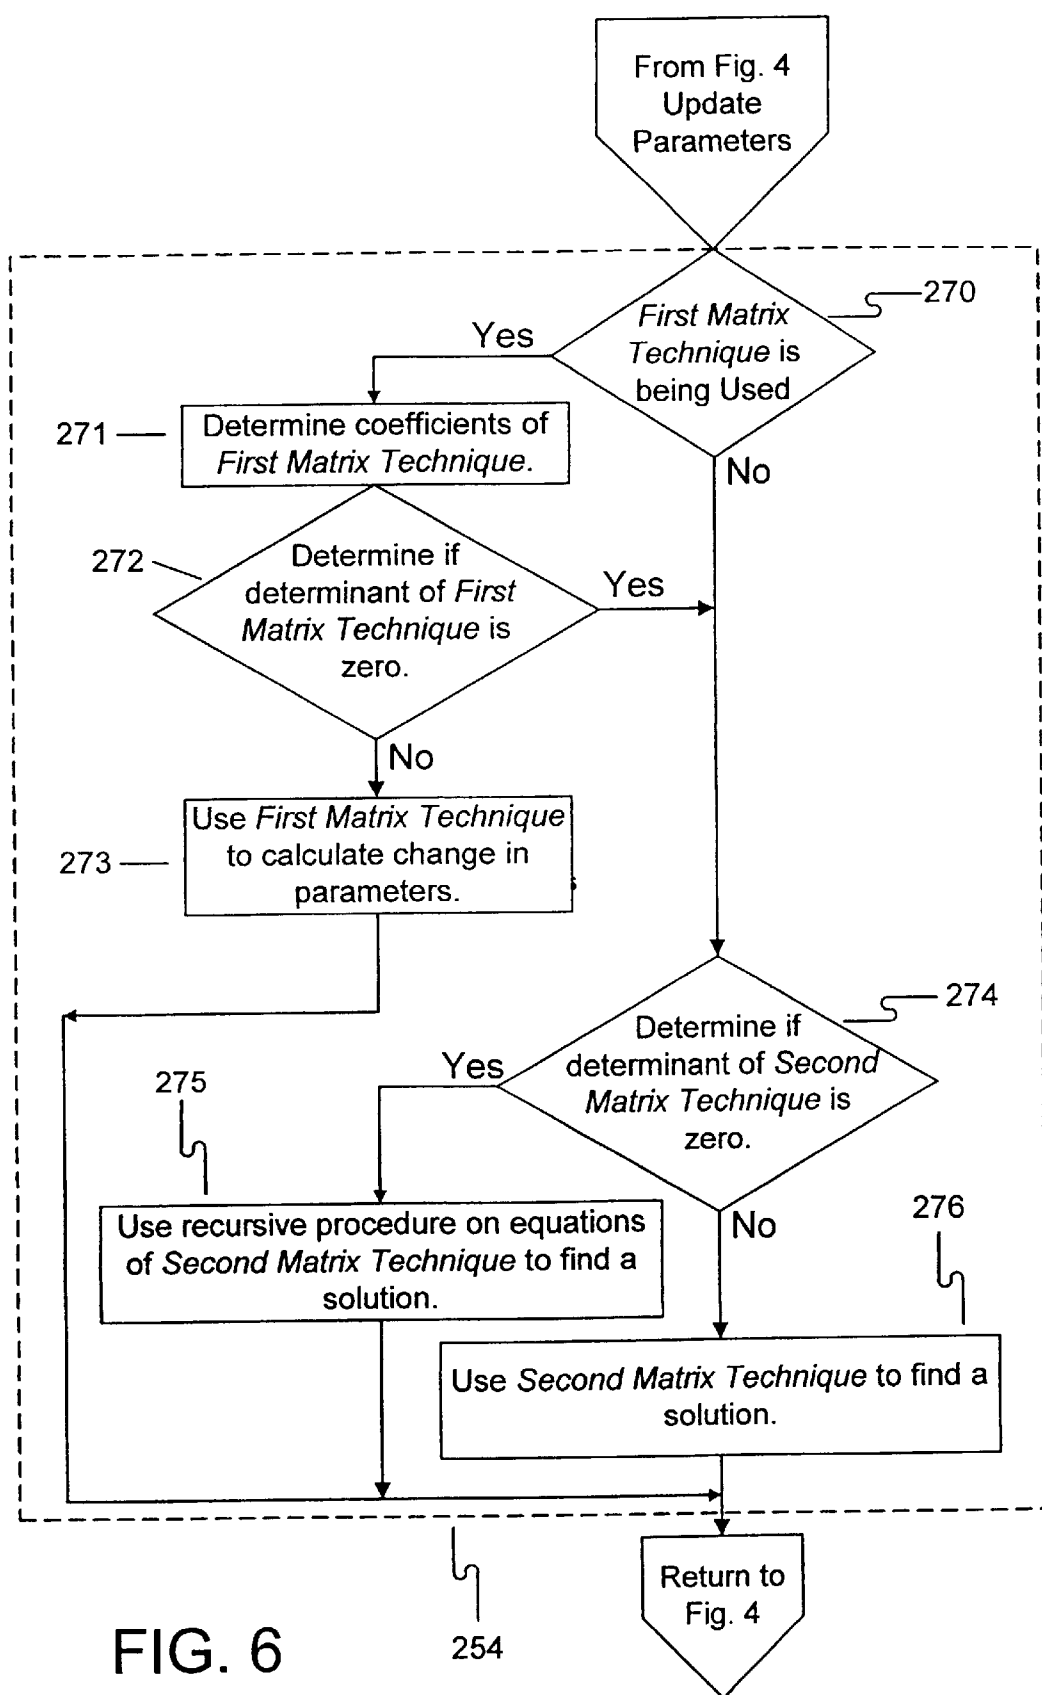 From Fig. 4
Update
Parameters
270
First Matrix
Technique is
being Used
Yes
No
271
Determine coefficients of
First Matrix Technique.
272
Determine if
determinant of First
Matrix Technique is
zero.
Yes
No
273
Use First Matrix Technique
to calculate change in
parameters.
274
Determine if
determinant of Second
Matrix Technique is
zero.
Yes
No
275
Use recursive procedure on equations
of Second Matrix Technique to find a
solution.
276
Use Second Matrix Technique to find a
solution.
Return to
Fig. 4
254
FIG. 6